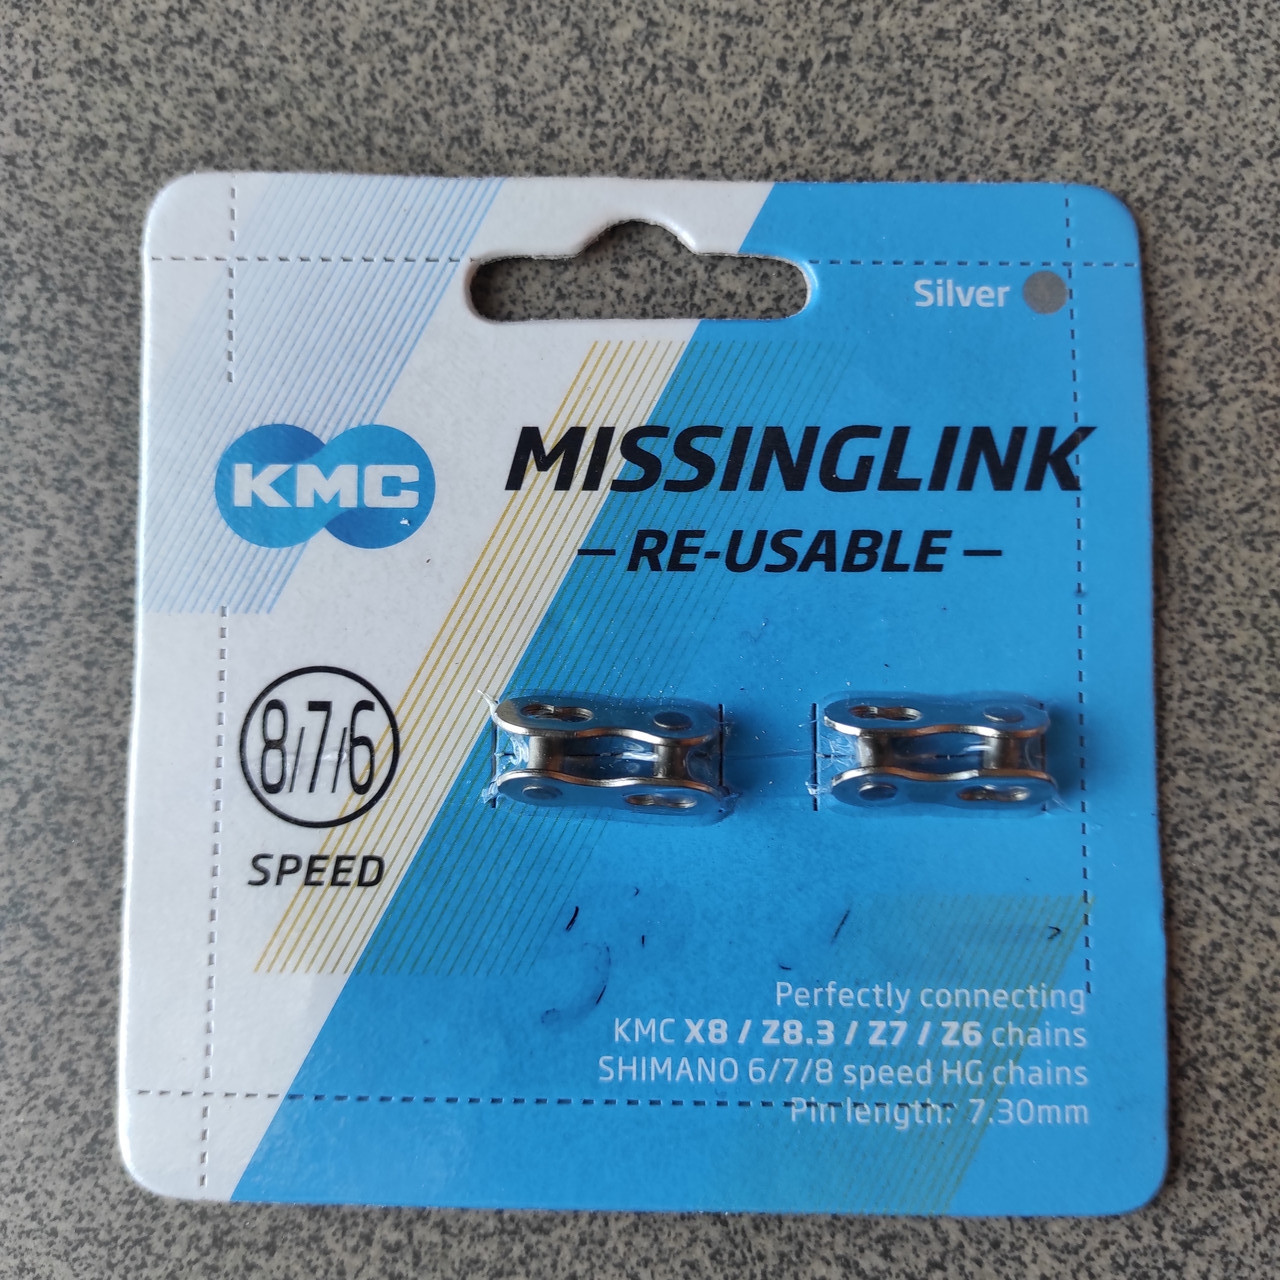 Silver
KMC
MISSINGLINK
– RE-USABLE –
8/7/6
SPEED
Perfectly connecting
KMC X8 / Z8.3 / Z7 / Z6 chains
SHIMANO 6/7/8 speed HG chains
Pin length: 7.30mm